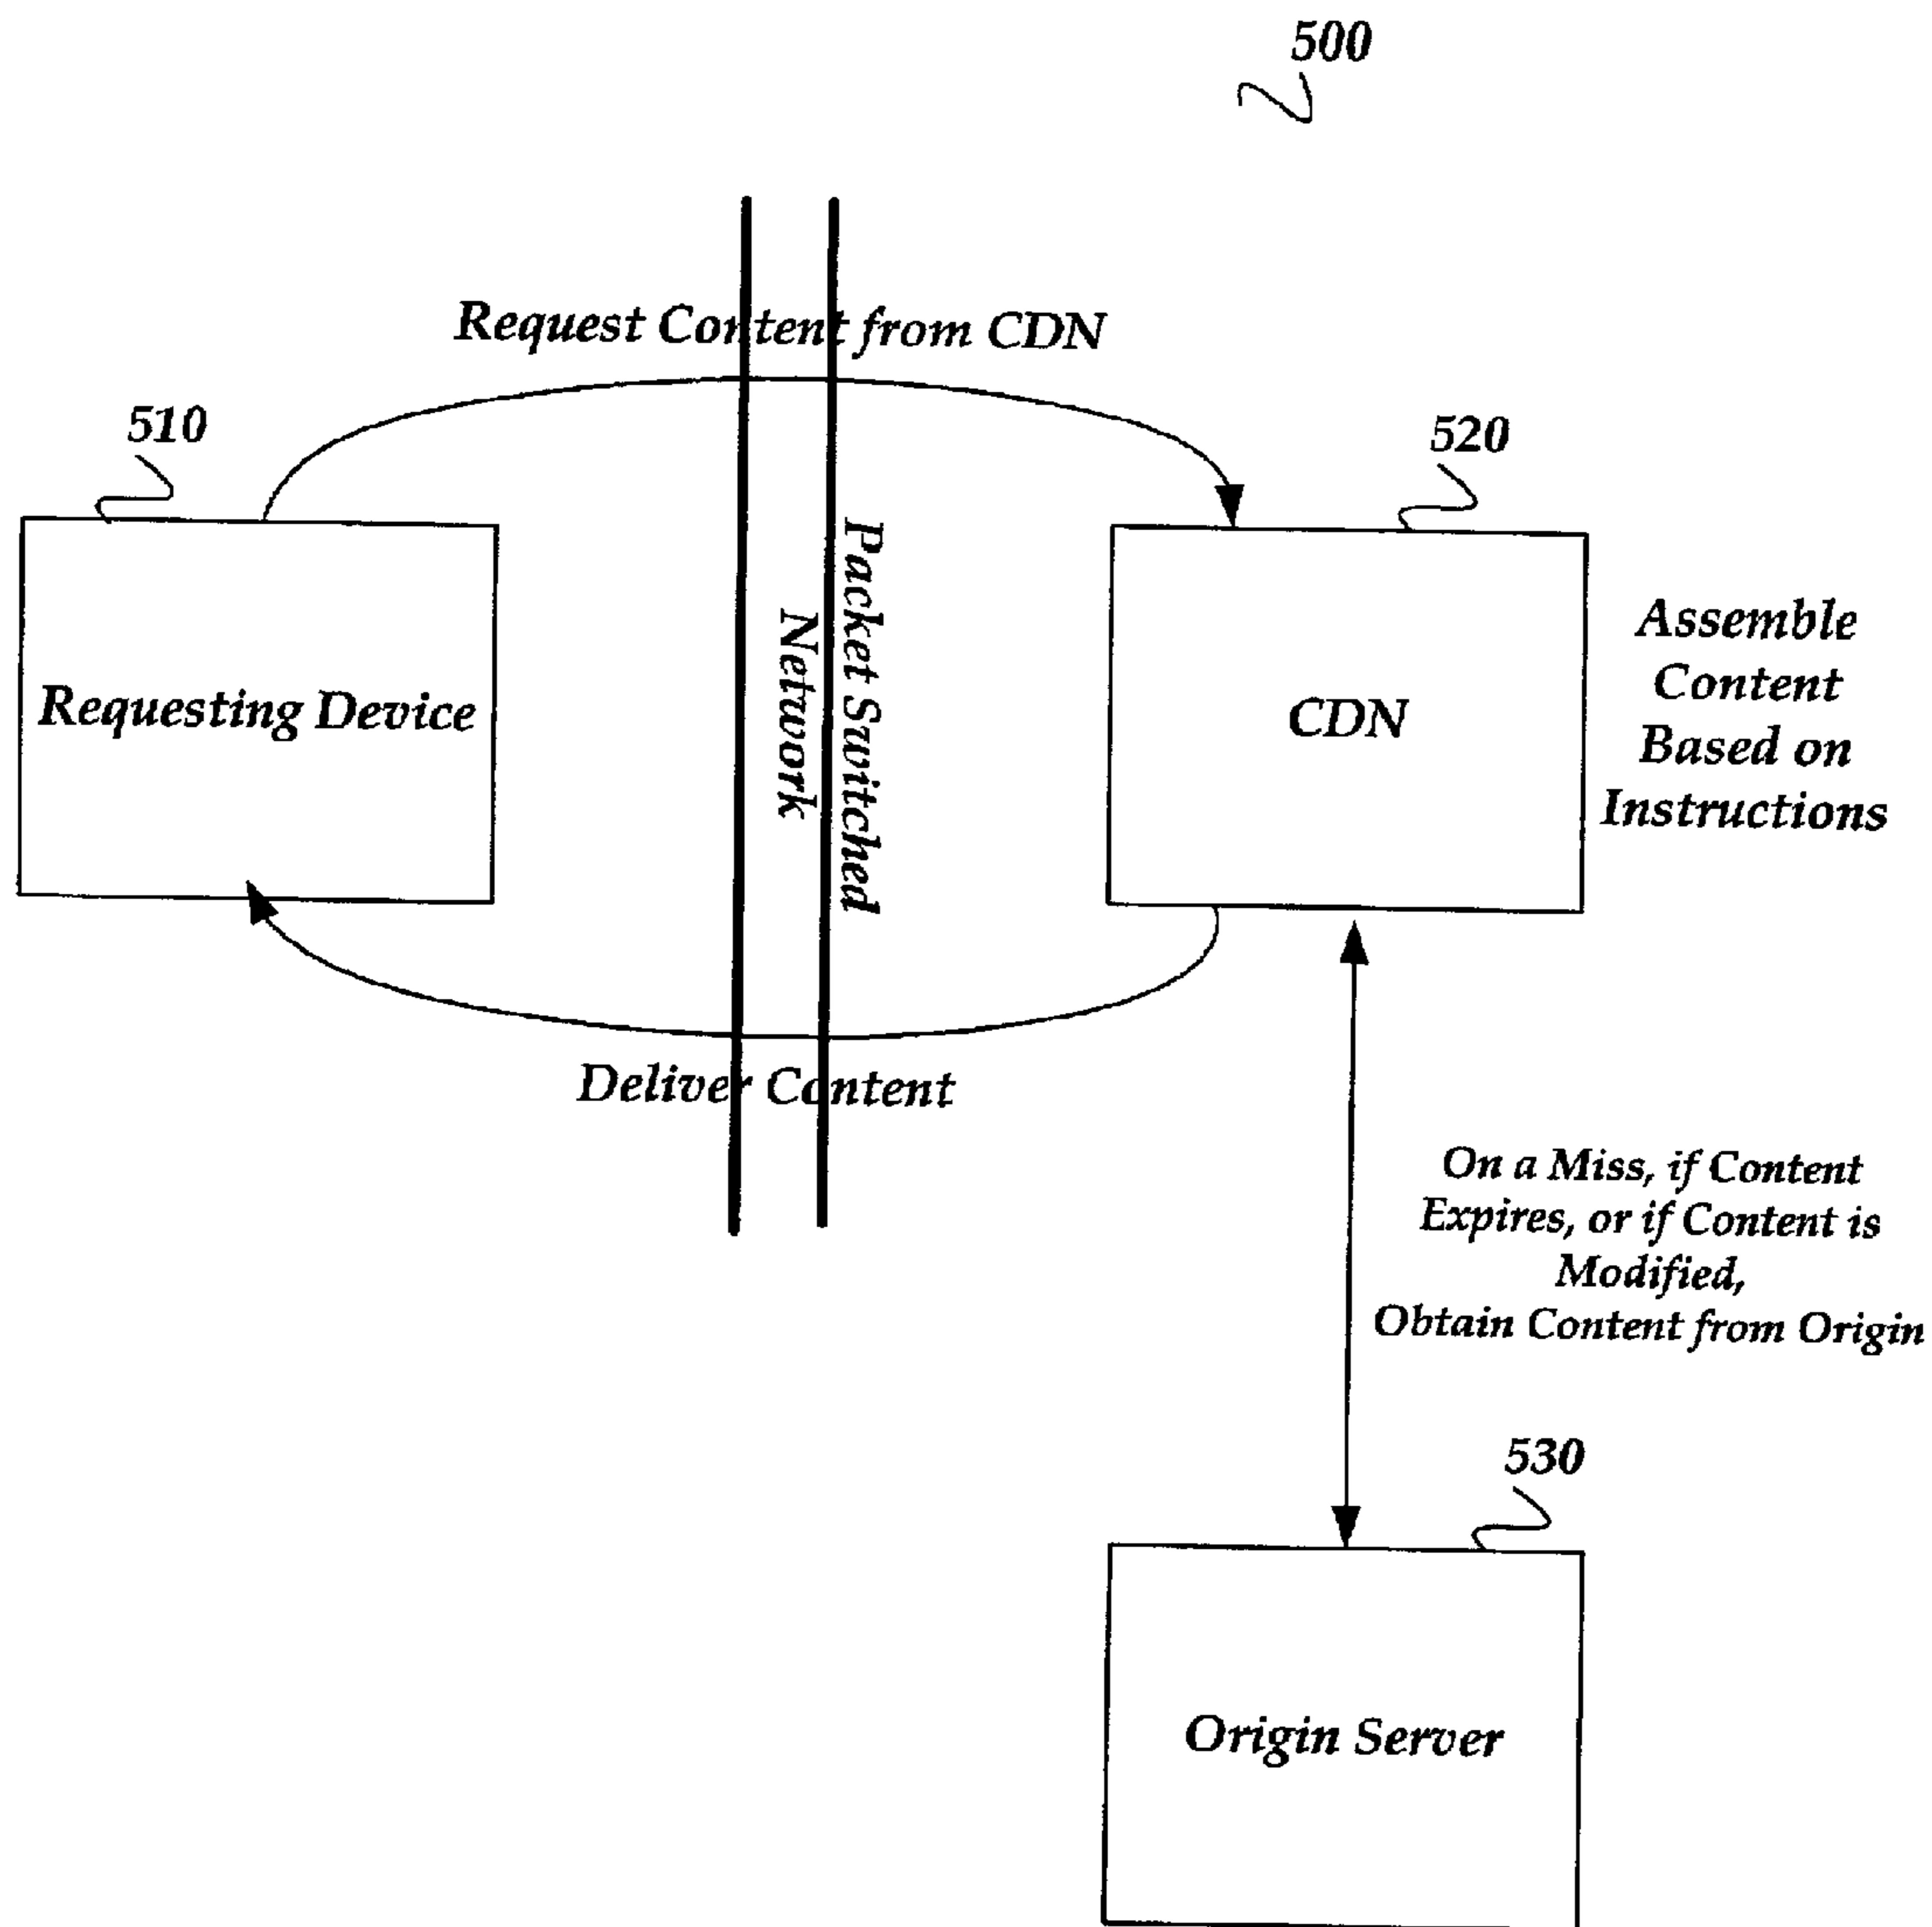 500
Request Content from CDN
510
520
Packet Switched
Network
Requesting Device
CDN
Assemble
Content
Based on
Instructions
Deliver Content
On a Miss, if Content
Expires, or if Content is
Modified,
Obtain Content from Origin
530
Origin Server